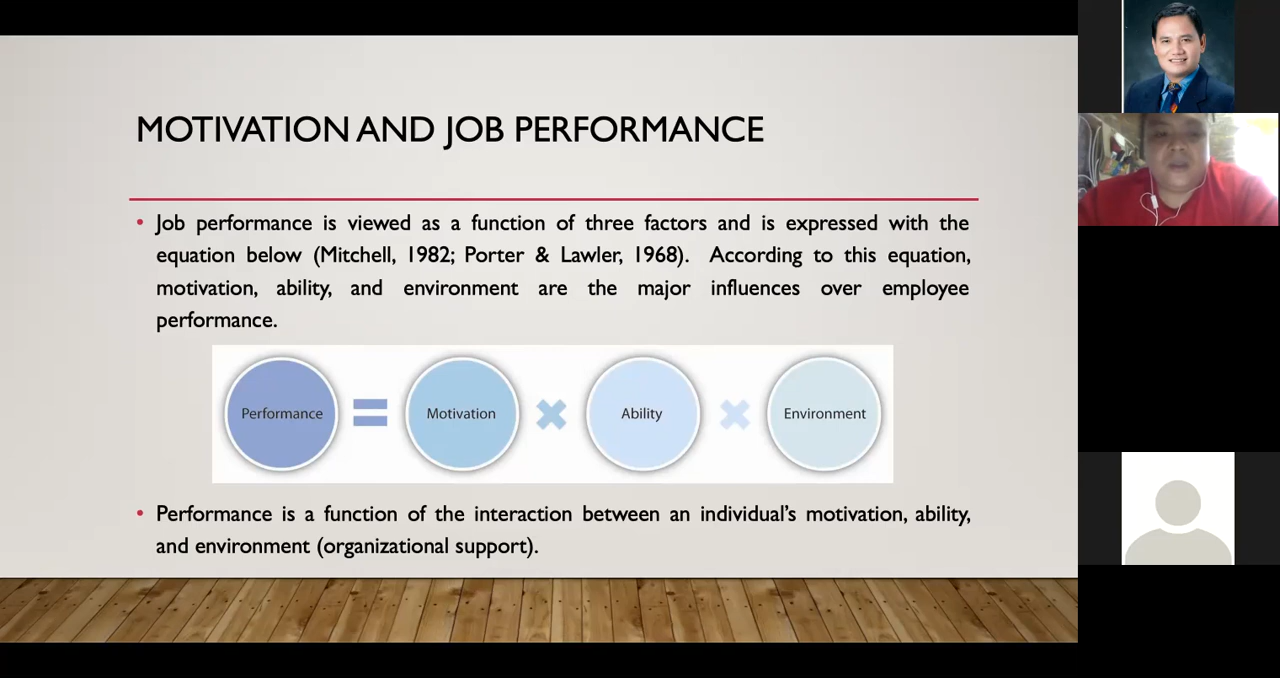 MOTIVATION AND JOB PERFORMANCE
• Job performance is viewed as a function of three factors and is expressed with the
equation below (Mitchell, 1982; Porter & Lawler, 1968). According to this equation,
motivation, ability, and environment are the major influences over employee
performance.
Performance = Motivation × Ability × Environment
• Performance is a function of the interaction between an individual’s motivation, ability,
and environment (organizational support).